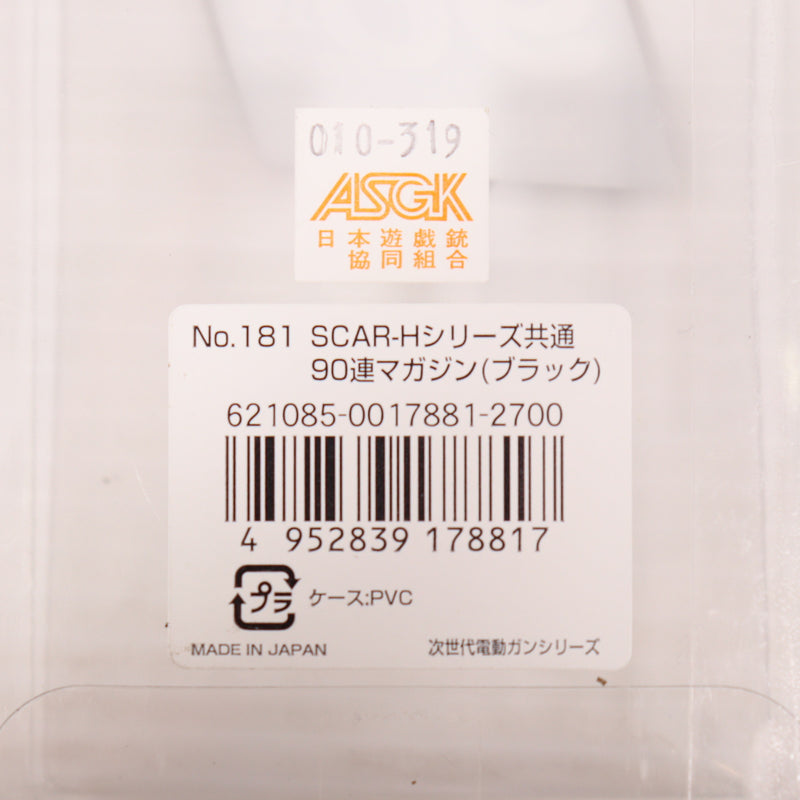 010-319
ASGK
日本遊戯銃
協同組合
No.181 SCAR-Hシリーズ共通
90連マガジン(ブラック)
621085-0017881-2700
4 952839 178817
プラ ケース:PVC
MADE IN JAPAN 次世代電動ガンシリーズ